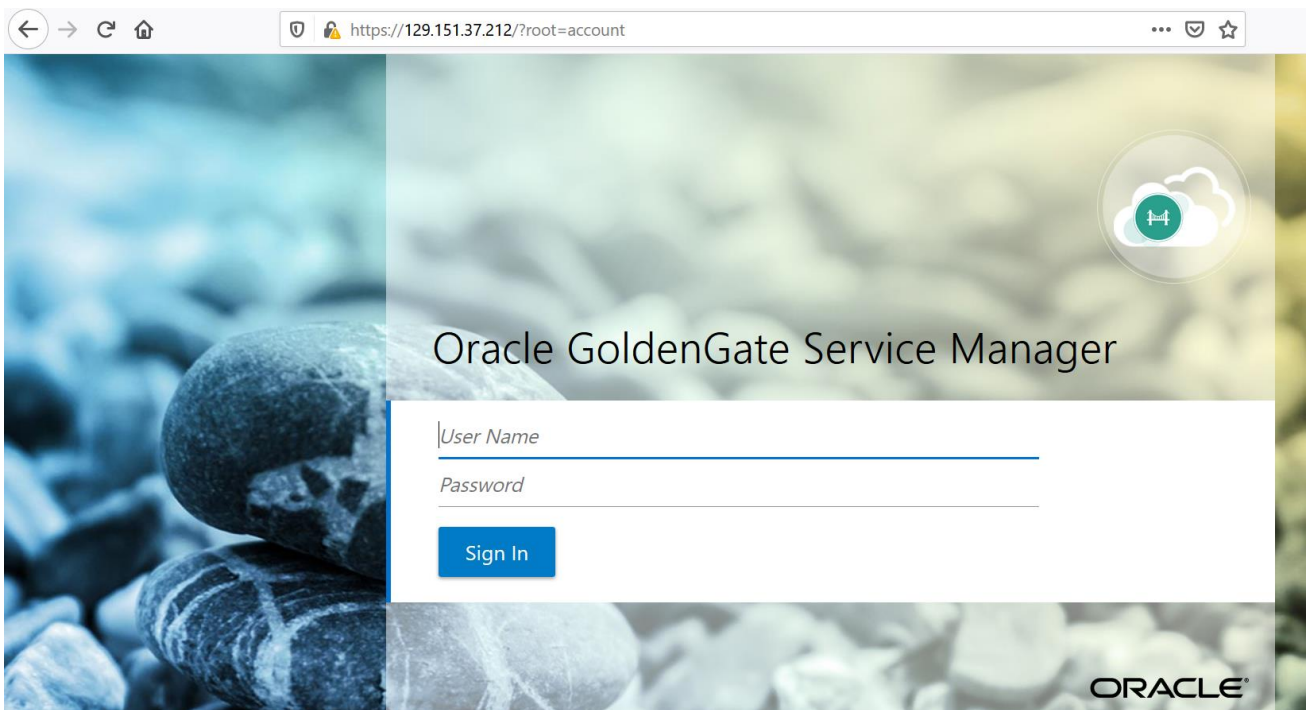 https://129.151.37.212/?root=account
Oracle GoldenGate Service Manager
User Name
Password
Sign In
ORACLE®